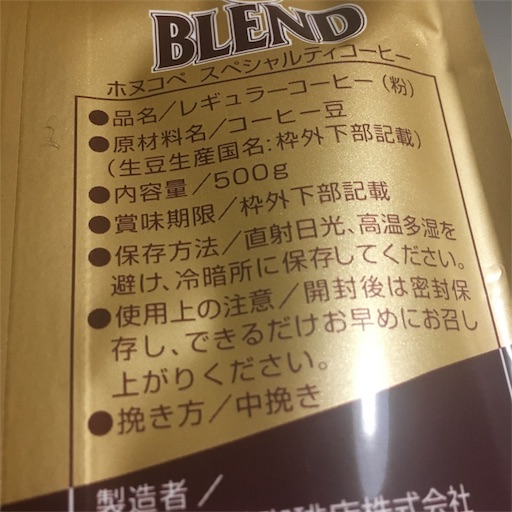 BLEND
ホヌコペ スペシャルティコーヒー
●品名／レギュラーコーヒー(粉)
●原材料名／コーヒー豆
(生豆生産国名:枠外下部記載)
●内容量／500g
●賞味期限／枠外下部記載
●保存方法／直射日光、高温多湿を
避け、冷暗所に保存してください。
●使用上の注意／開封後は密封保
存し、できるだけお早めにお召し
上がりください。
●挽き方／中挽き
製造者／
珈琲店株式会社